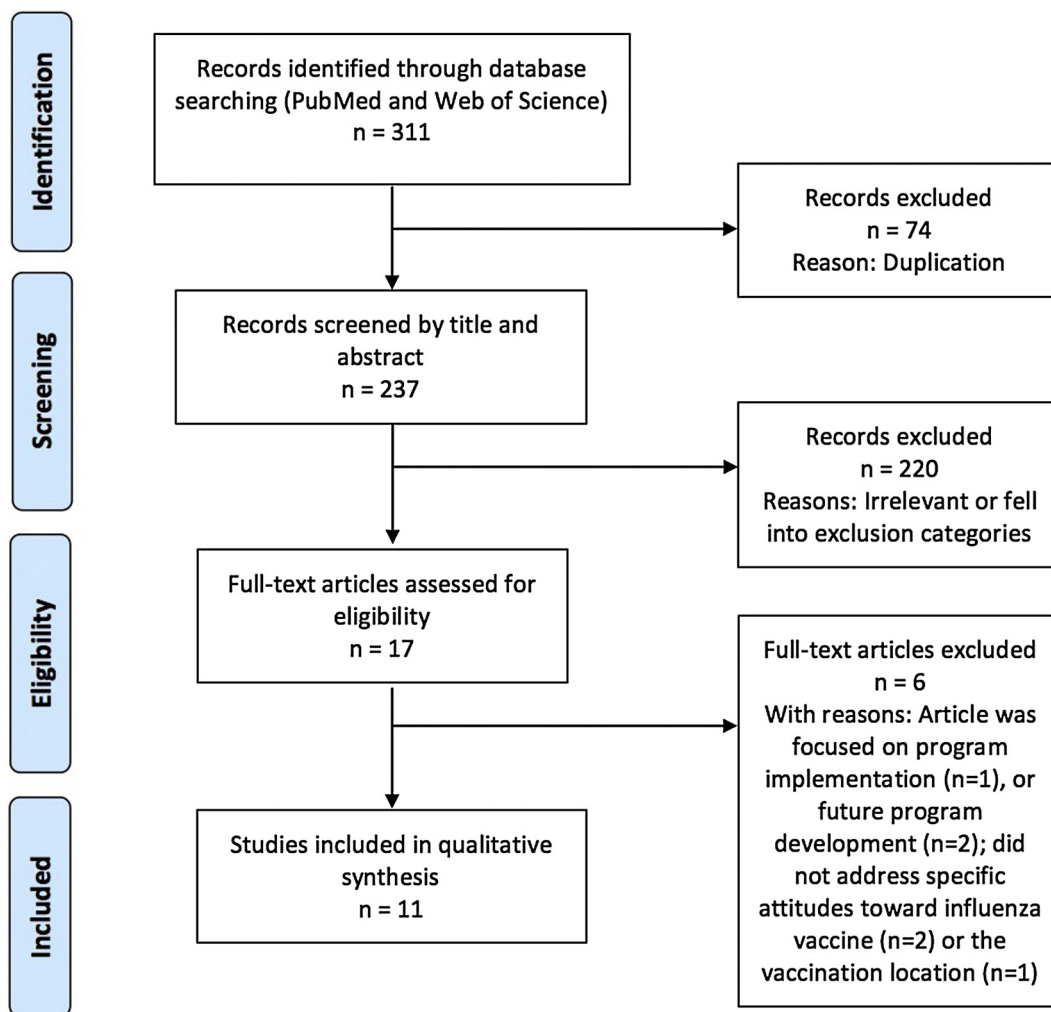 Identification
Records identified through database
searching (PubMed and Web of Science)
n = 311
Records excluded
n = 74
Reason: Duplication
Screening
Records screened by title and
abstract
n = 237
Records excluded
n = 220
Reasons: Irrelevant or fell
into exclusion categories
Eligibility
Full-text articles assessed for
eligibility
n = 17
Full-text articles excluded
n = 6
With reasons: Article was
focused on program
implementation (n=1), or
future program
development (n=2); did
not address specific
attitudes toward influenza
vaccine (n=2) or the
vaccination location (n=1)
Included
Studies included in qualitative
synthesis
n = 11